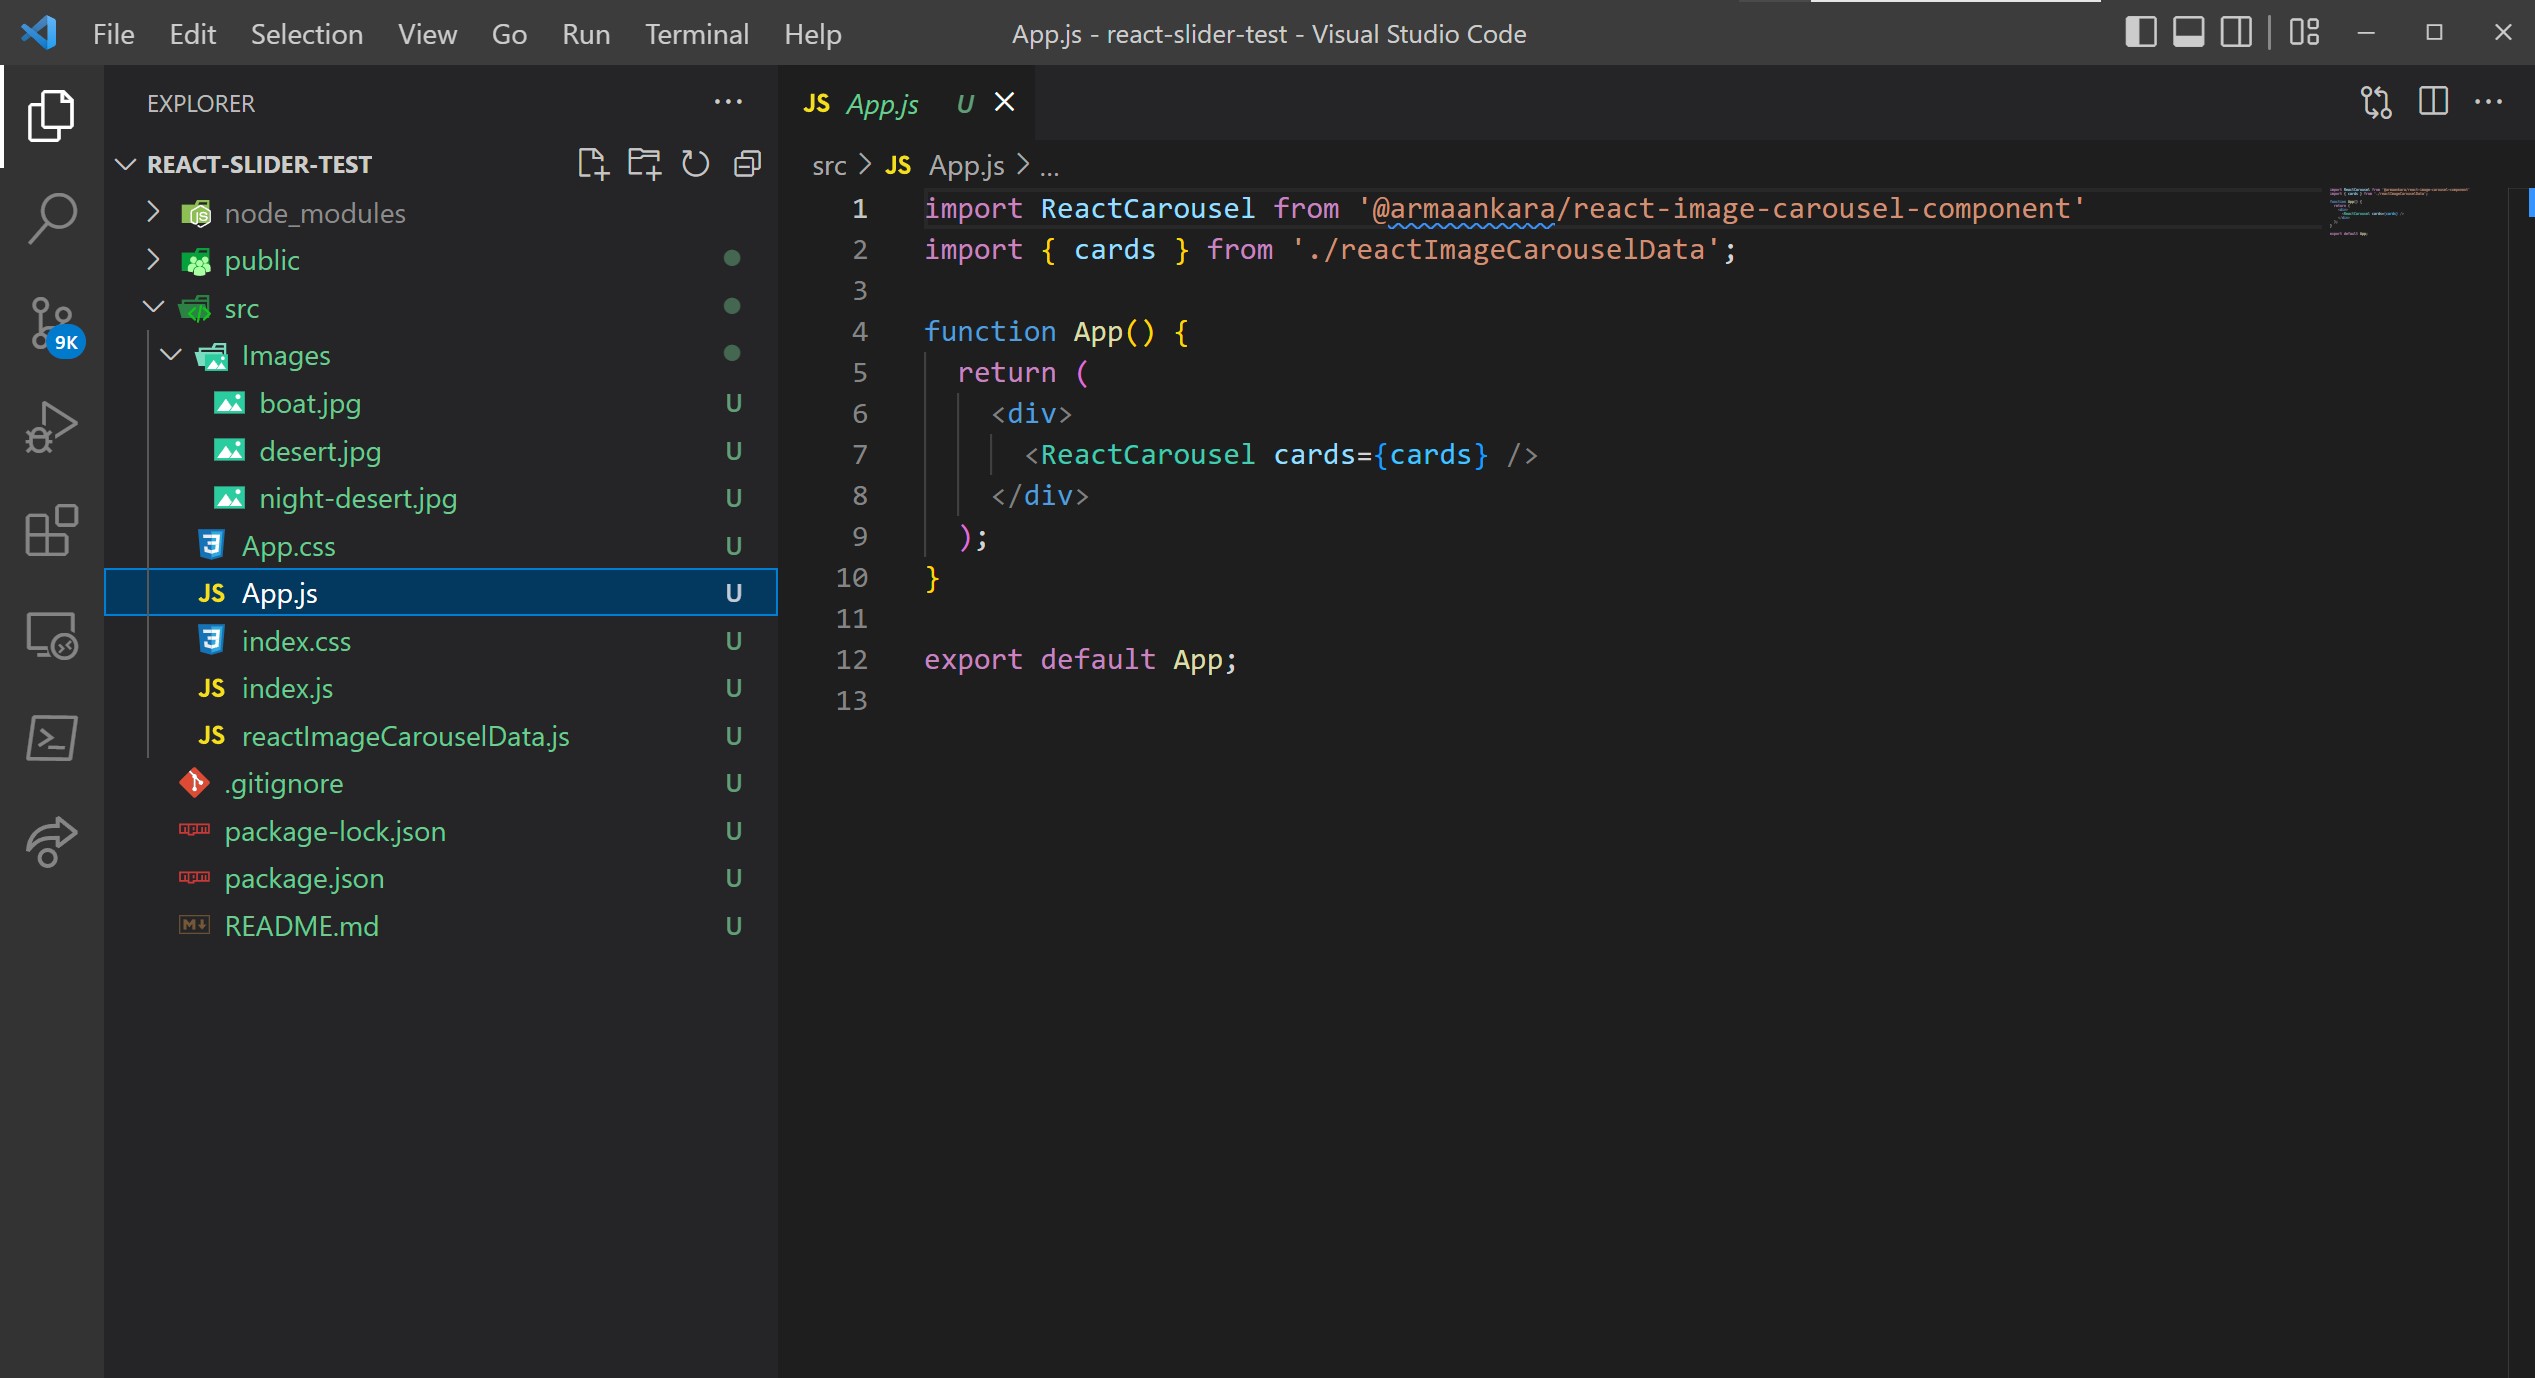 File Edit Selection View Go Run Terminal Help
App.js - react-slider-test - Visual Studio Code
EXPLORER
REACT-SLIDER-TEST
node_modules
public
src
Images
boat.jpg U
desert.jpg U
night-desert.jpg U
App.css U
JS App.js U
index.css U
JS index.js U
JS reactImageCarouselData.js U
.gitignore U
package-lock.json U
package.json U
README.md U
9K
JS App.js U
src > JS App.js > ...
1 import ReactCarousel from '@armaankara/react-image-carousel-component'
2 import { cards } from './reactImageCarouselData';
3
4 function App() {
5 return (
6 <div>
7 <ReactCarousel cards={cards} />
8 </div>
9 );
10 }
11
12 export default App;
13